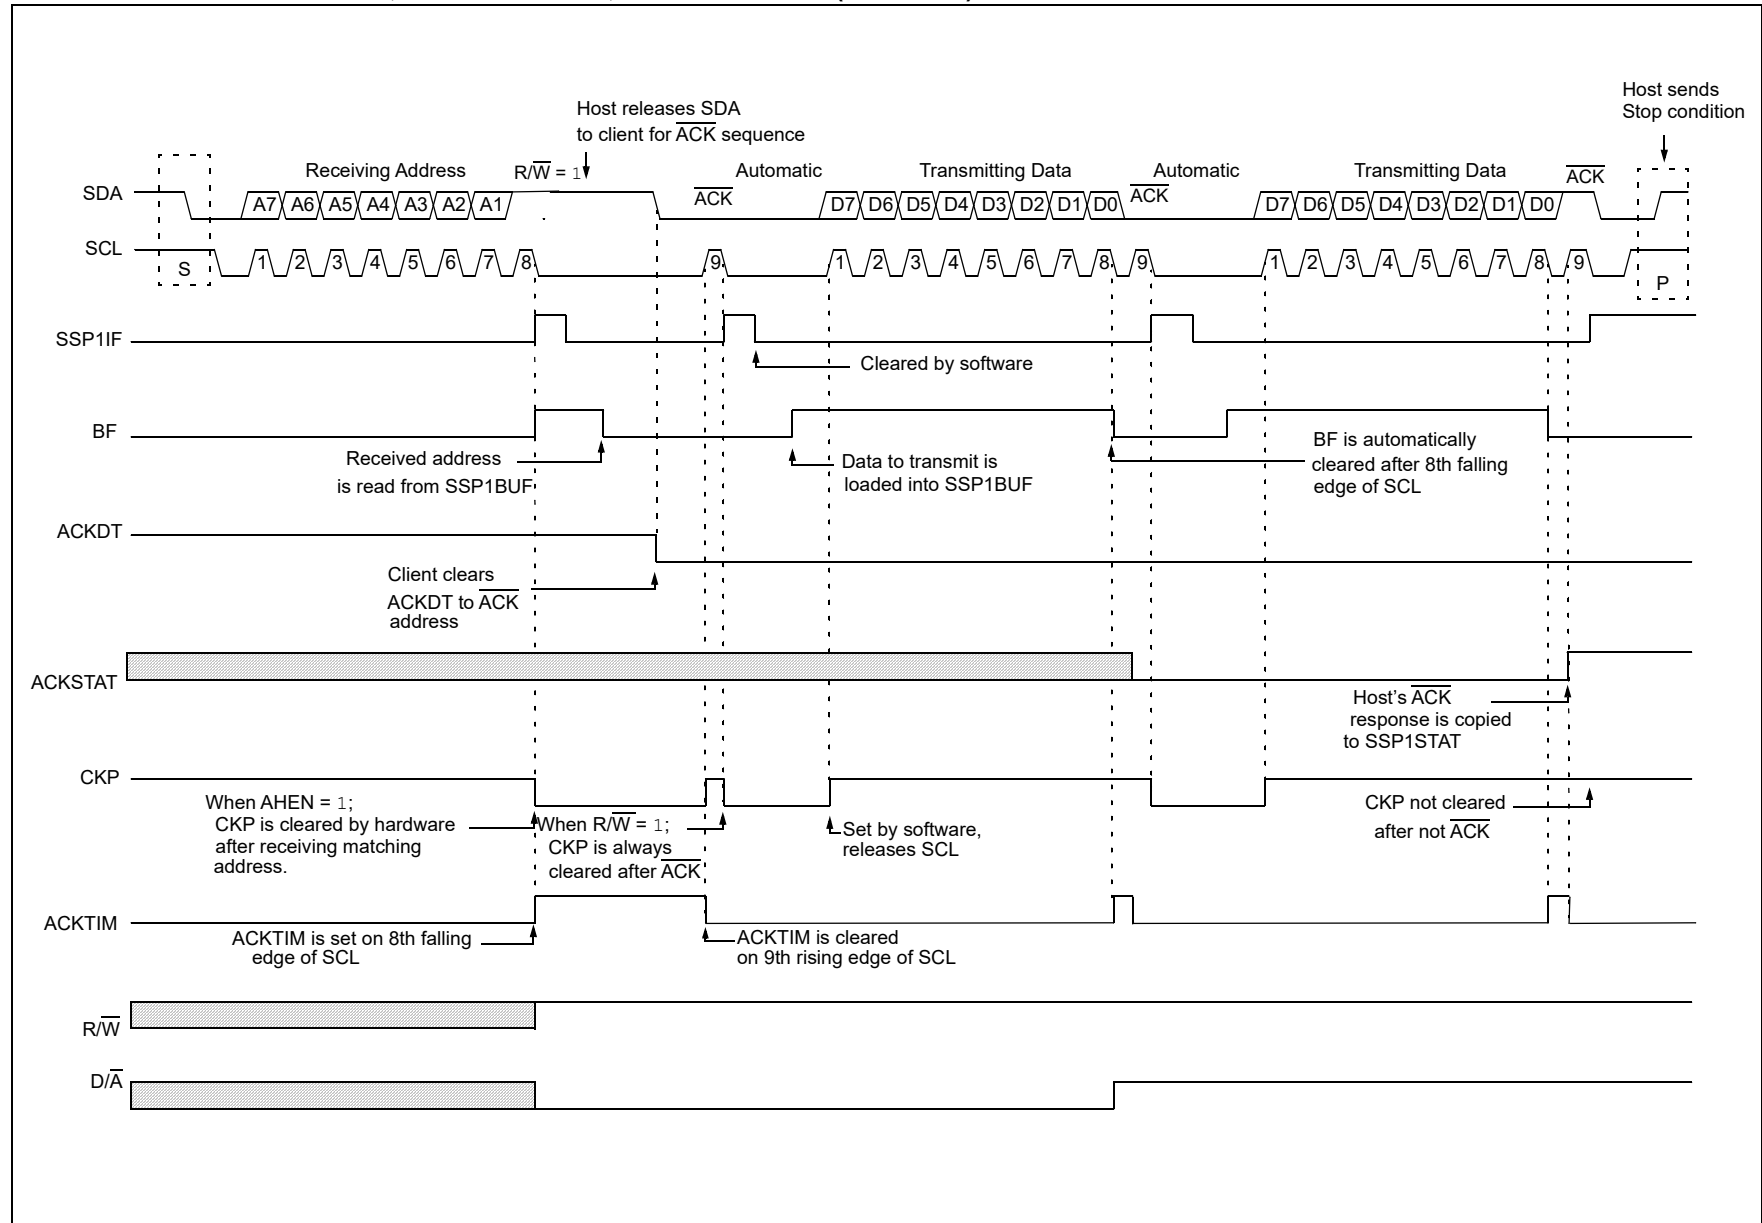 Host sends
Stop condition
Host releases SDA
to client for ACK sequence
Receiving Address
R/W = 1
Automatic
Transmitting Data
Automatic
Transmitting Data
ACK
SDA
A7 A6 A5 A4 A3 A2 A1
ACK
D7 D6 D5 D4 D3 D2 D1 D0
ACK
D7 D6 D5 D4 D3 D2 D1 D0
SCL
S
1 2 3 4 5 6 7 8 9
1 2 3 4 5 6 7 8 9
1 2 3 4 5 6 7 8 9
P
SSP1IF
Cleared by software
BF
Received address
is read from SSP1BUF
Data to transmit is
loaded into SSP1BUF
BF is automatically
cleared after 8th falling
edge of SCL
ACKDT
Client clears
ACKDT to ACK
address
ACKSTAT
Host's ACK
response is copied
to SSP1STAT
CKP
When AHEN = 1;
CKP is cleared by hardware
after receiving matching
address.
When R/W = 1;
CKP is always
cleared after ACK
Set by software,
releases SCL
CKP not cleared
after not ACK
ACKTIM
ACKTIM is set on 8th falling
edge of SCL
ACKTIM is cleared
on 9th rising edge of SCL
R/W
D/A